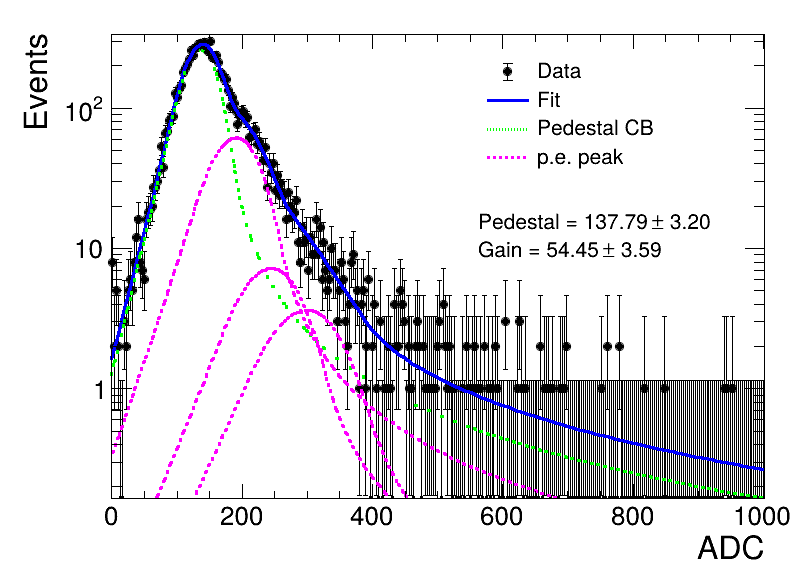 Events
10²
10
1
Data
Fit
Pedestal CB
p.e. peak
Pedestal = 137.79 ± 3.20
Gain = 54.45 ± 3.59
0 200 400 600 800 1000
ADC